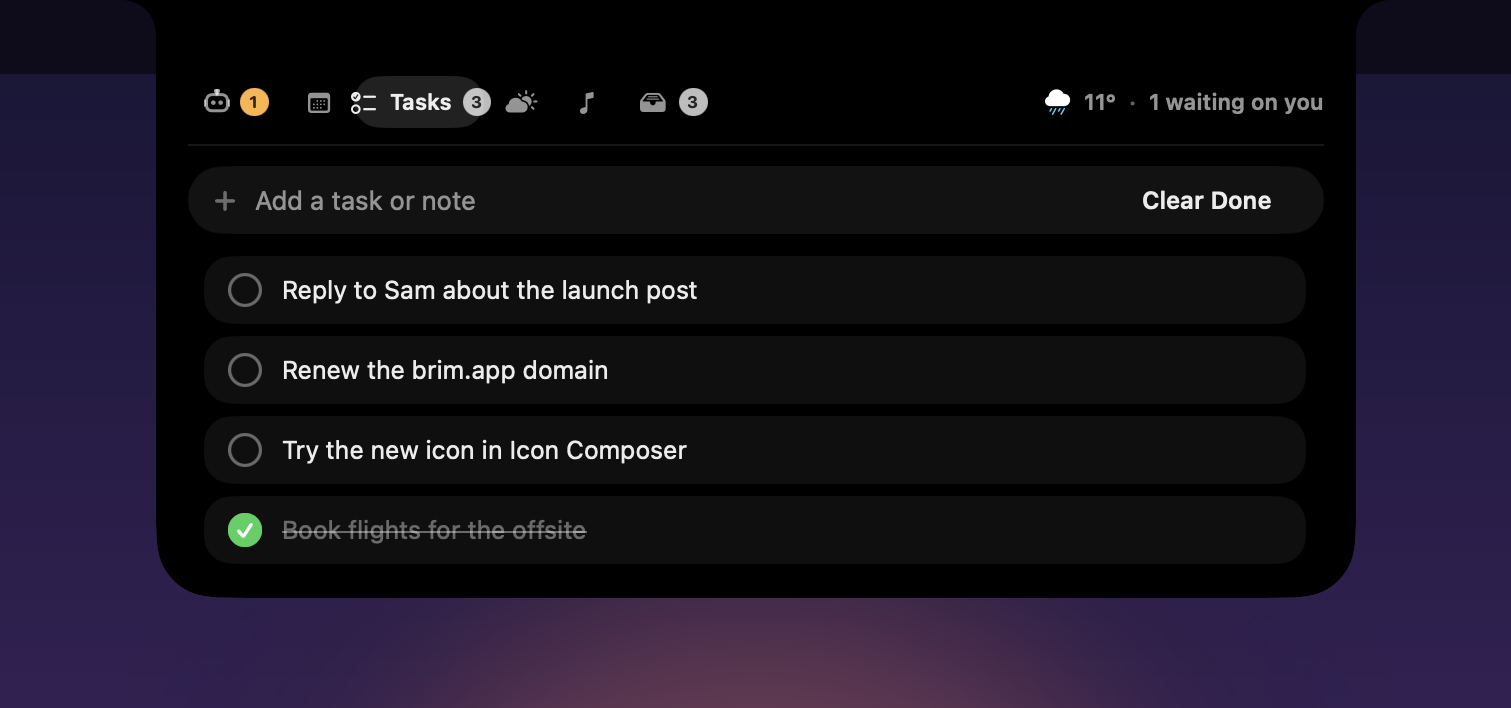 1
Tasks 3
3
11° · 1 waiting on you
Add a task or note
Clear Done
Reply to Sam about the launch post
Renew the brim.app domain
Try the new icon in Icon Composer
Book flights for the offsite